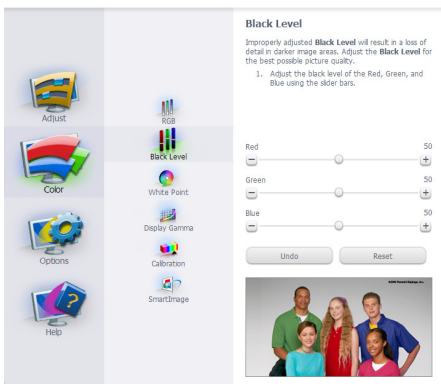 Black Level
Improperly adjusted Black Level will result in a loss of
detail in darker image areas. Adjust the Black Level for
the best possible picture quality.
1. Adjust the black level of the Red, Green, and
Blue using the slider bars.
Adjust
Color
Options
Help
RGB
Black Level
White Point
Display Gamma
Calibration
SmartImage
Red 50
Green 50
Blue 50
Undo Reset